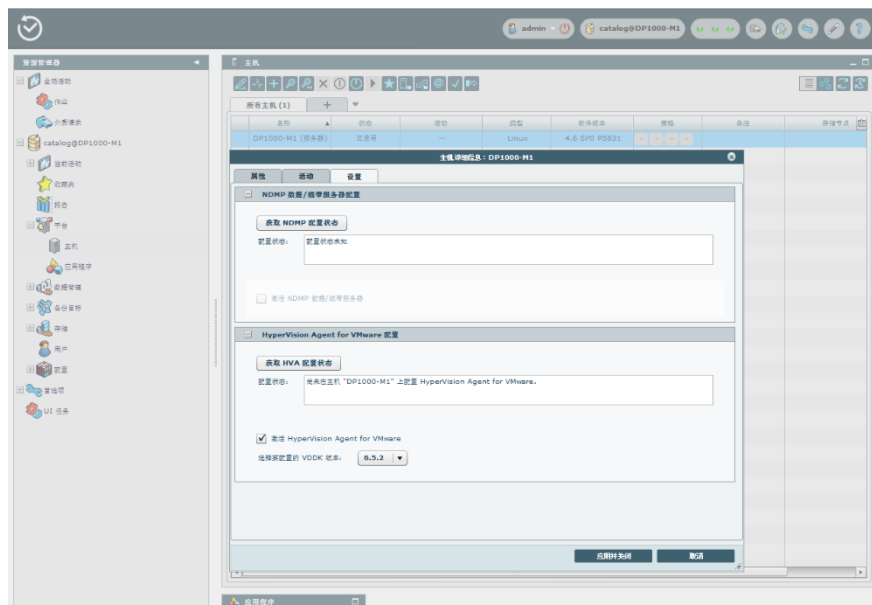 admin
catalog@DP1000-M1
资源管理器
主机
全局活动
作业
介质请求
catalog@DP1000-M1
当前活动
收藏夹
报告
平台
主机
应用程序
数据管理
备份目标
存储
用户
配置
首选项
UI 任务
所有主机 (1)
名称 状态 活动 类型 软件版本 资格 备注 存储节点
DP1000-M1 (服务器) 已启用 -- Linux 4.6 SP0 P5831
主机详细信息：DP1000-M1
属性 活动 设置
NDMP 数据/磁带服务器配置
获取 NDMP 配置状态
配置状态： 配置状态未知
激活 NDMP 数据/磁带服务器
HyperVision Agent for VMware 配置
获取 HVA 配置状态
配置状态： 尚未在主机 "DP1000-M1" 上配置 HyperVision Agent for VMware。
激活 HyperVision Agent for VMware
选择要配置的 VDDK 版本： 6.5.2
应用并关闭 取消
应用程序